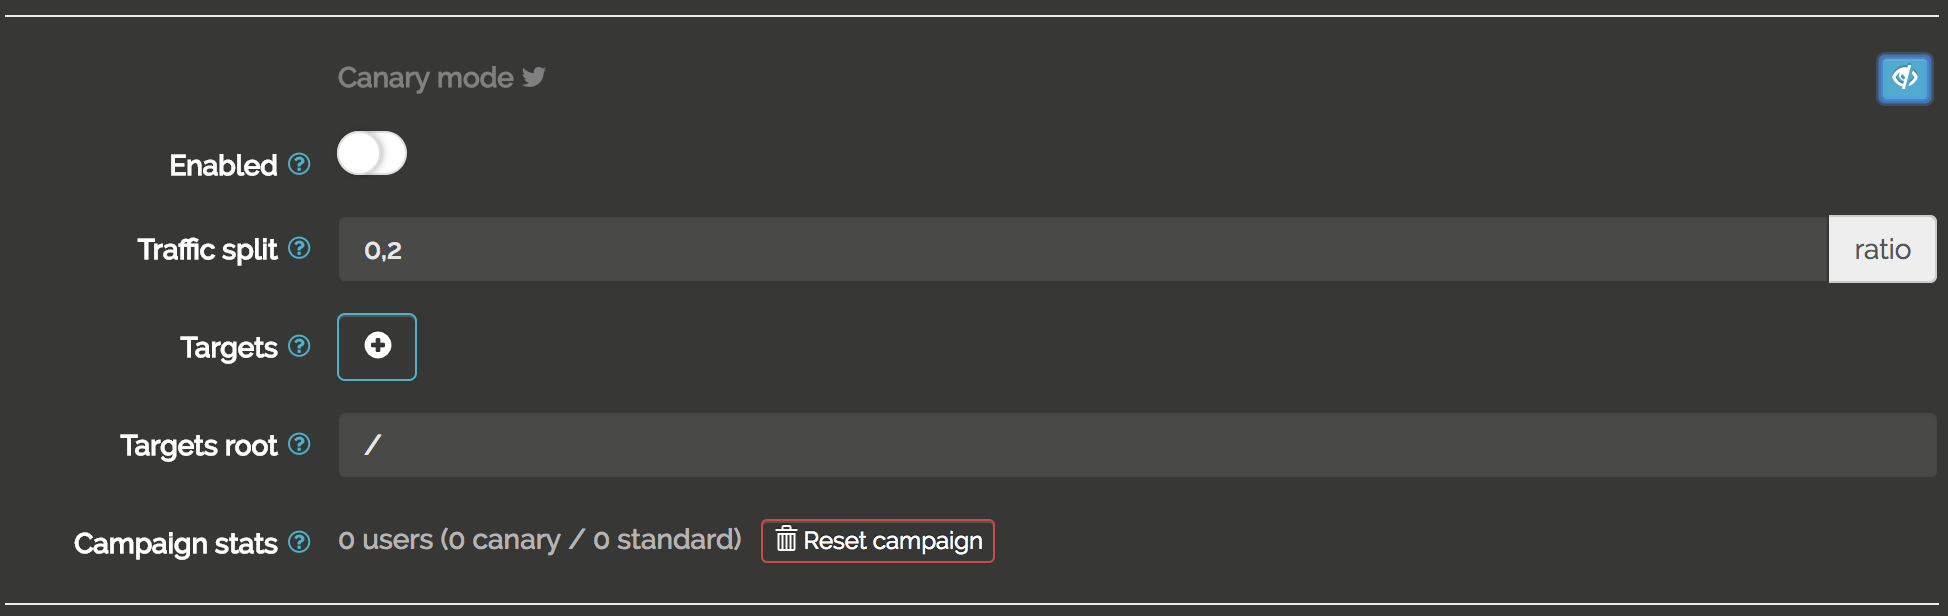 Canary mode
Enabled ?
Traffic split ? 0,2 ratio
Targets ?
Targets root ? /
Campaign stats ? 0 users (0 canary / 0 standard) Reset campaign